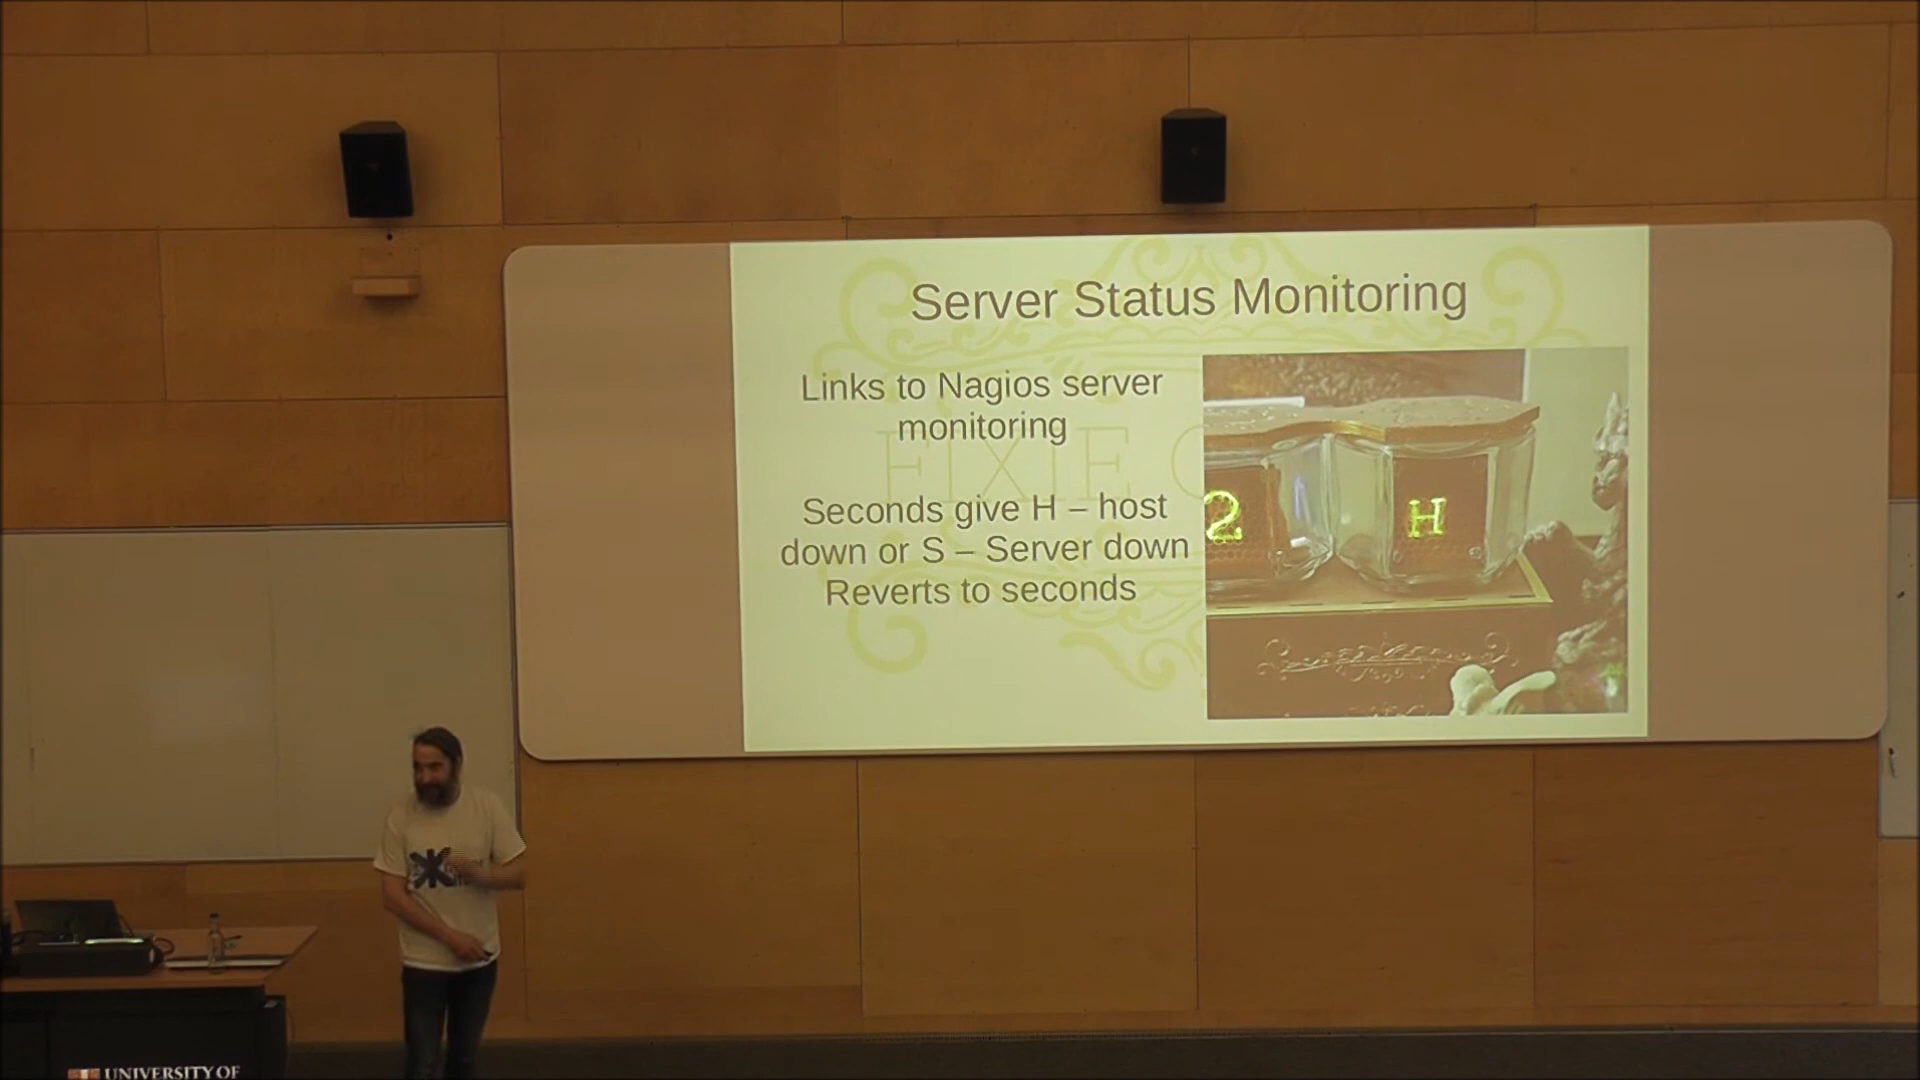 Server Status Monitoring
Links to Nagios server
monitoring
FIXIE
Seconds give H – host
down or S – Server down
Reverts to seconds
2 H
UNIVERSITY OF